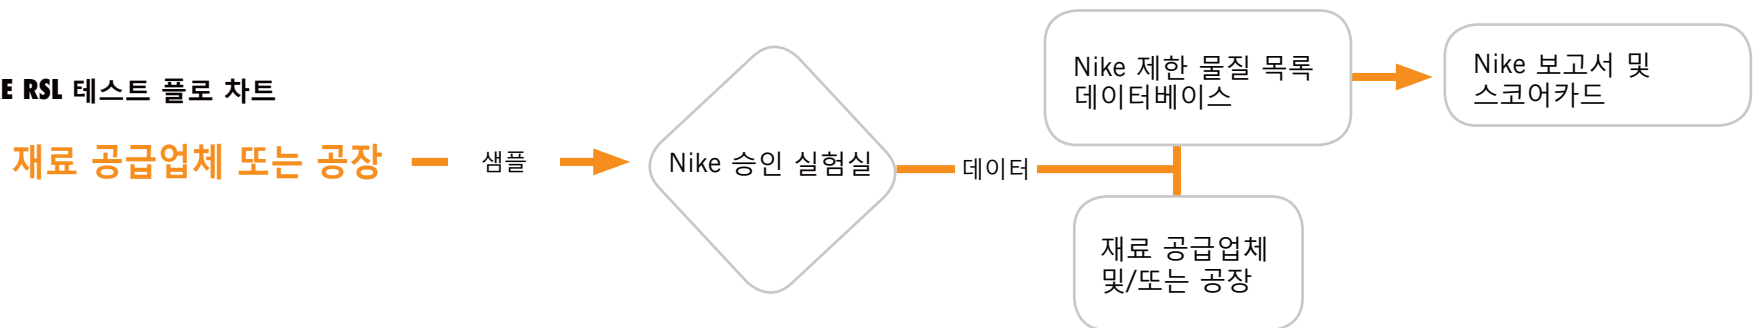 E RSL 테스트 플로 차트
재료 공급업체 또는 공장
샘플
Nike 승인 실험실
데이터
Nike 제한 물질 목록
데이터베이스
Nike 보고서 및
스코어카드
재료 공급업체
및/또는 공장